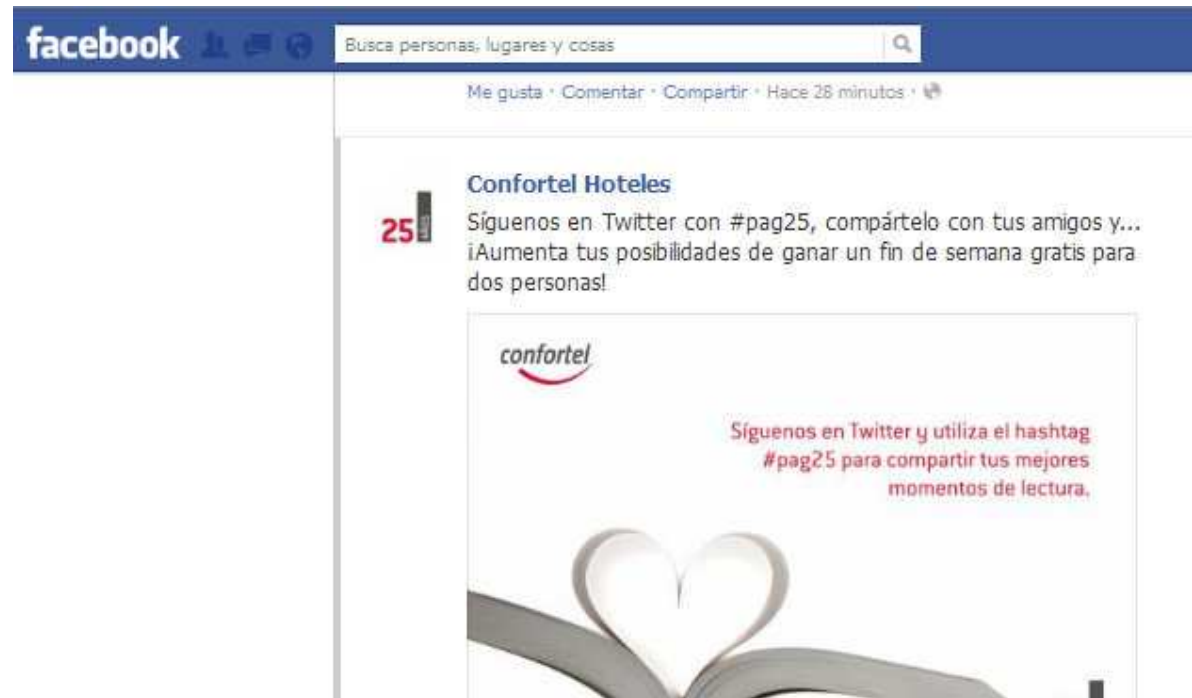 facebook
Busca personas, lugares y cosas
Me gusta · Comentar · Compartir · Hace 28 minutos ·
Confortel Hoteles
25
Síguenos en Twitter con #pag25, compártelo con tus amigos y...
¡Aumenta tus posibilidades de ganar un fin de semana gratis para
dos personas!
confortel
Síguenos en Twitter y utiliza el hashtag
#pag25 para compartir tus mejores
momentos de lectura.